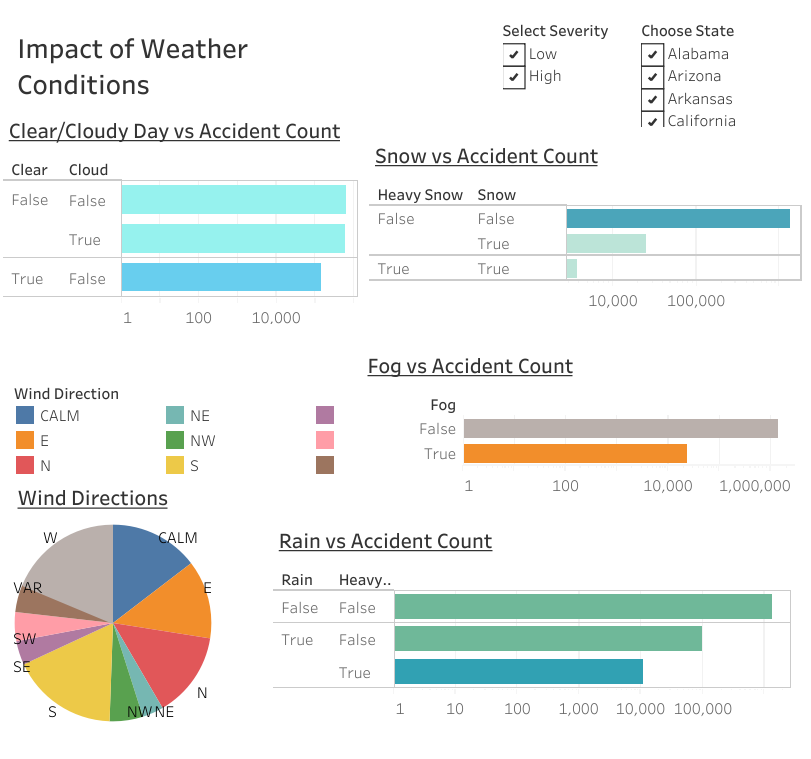 Impact of Weather
Conditions
Select Severity
Low
High
Choose State
Alabama
Arizona
Arkansas
California
Clear/Cloudy Day vs Accident Count
Clear Cloud
False False
True
True False
1 100 10,000
Snow vs Accident Count
Heavy Snow Snow
False False
True
True True
10,000 100,000
Fog vs Accident Count
Fog
False
True
1 100 10,000 1,000,000
Wind Direction
CALM NE
E NW
N S
Wind Directions
W CALM
VAR E
SW
SE
N
S NW NE
Rain vs Accident Count
Rain Heavy..
False False
True False
True
1 10 100 1,000 10,000 100,000